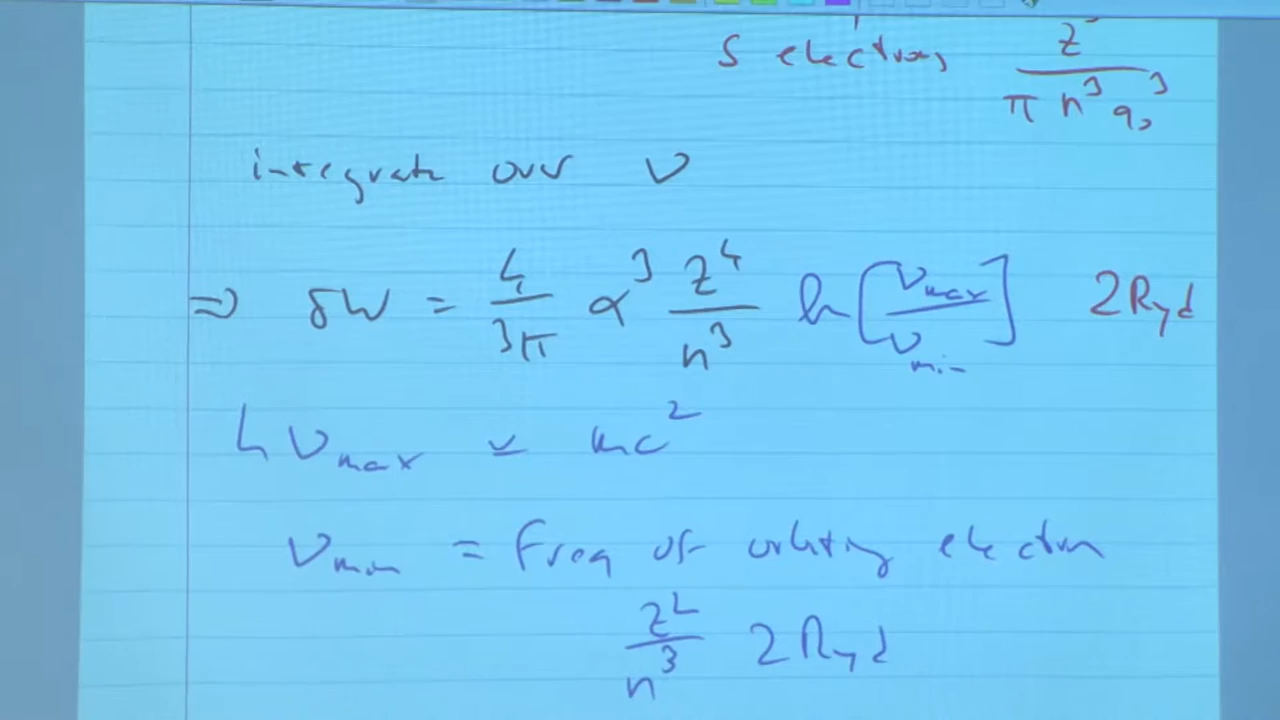 S electrons z³ / π n³ a₀³
integrate over ν
⇒ δW = 4/3π α³ z⁴/n³ ln[ν_max/ν_min] 2Ryd
hν_max ≃ mc²
ν_min = Freq of orbiting electron
z²/n³ 2Ryd